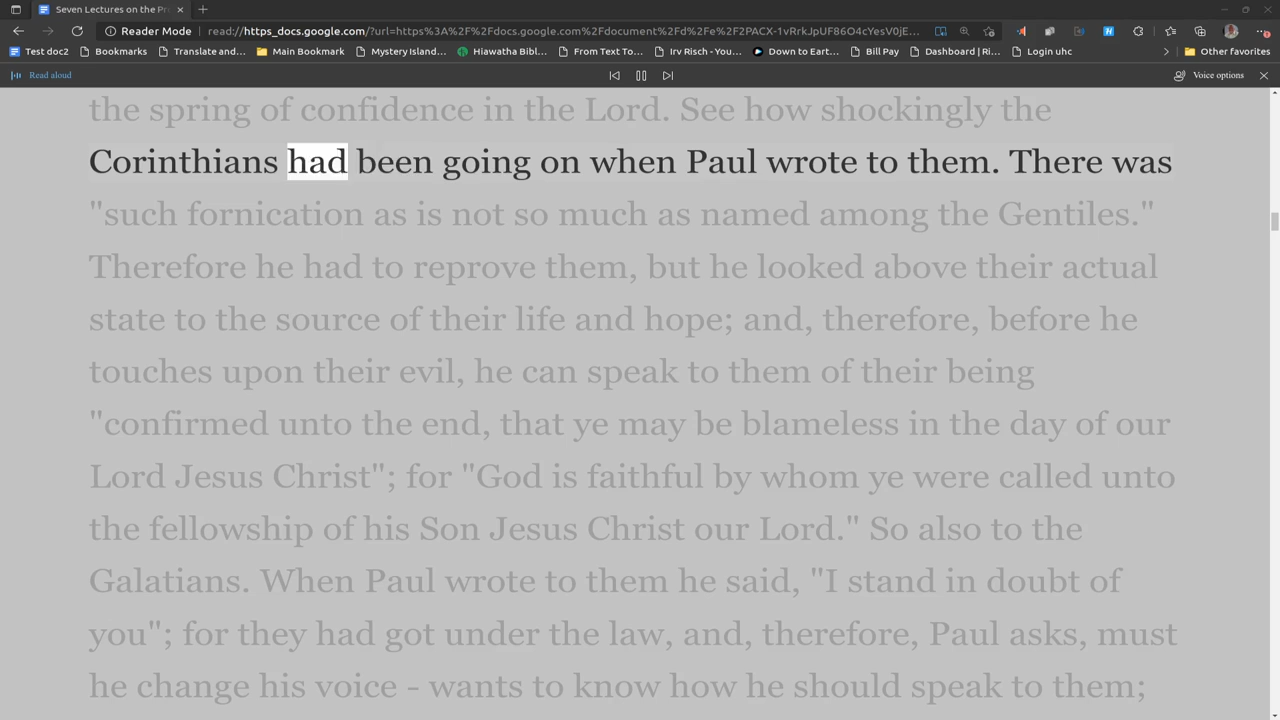 Seven Lectures on the Pr
Reader Mode
read://https_docs.google.com/?url=https%3A%2F%2Fdocs.google.com%2Fdocument%2Fd%2Fe%2F2PACX-1vRrkJpUF86O4cYesV0jE...
Test doc2
Bookmarks
Translate and...
Main Bookmark
Mystery Island...
Hiawatha Bibl...
From Text To...
Irv Risch - You...
Down to Eart...
Bill Pay
Dashboard | Ri...
Login uhc
Other favorites
Read aloud
Voice options
the spring of confidence in the Lord. See how shockingly the
Corinthians had been going on when Paul wrote to them. There was
"such fornication as is not so much as named among the Gentiles."
Therefore he had to reprove them, but he looked above their actual
state to the source of their life and hope; and, therefore, before he
touches upon their evil, he can speak to them of their being
"confirmed unto the end, that ye may be blameless in the day of our
Lord Jesus Christ"; for "God is faithful by whom ye were called unto
the fellowship of his Son Jesus Christ our Lord." So also to the
Galatians. When Paul wrote to them he said, "I stand in doubt of
you"; for they had got under the law, and, therefore, Paul asks, must
he change his voice - wants to know how he should speak to them;